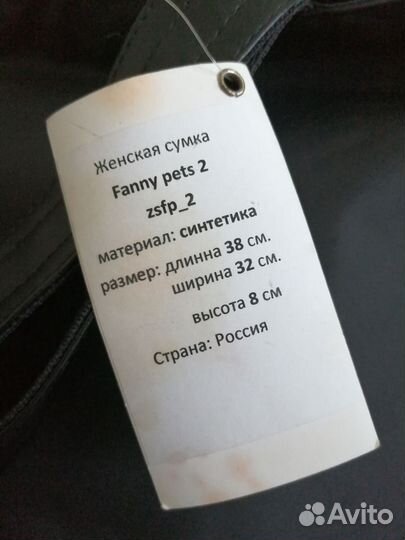 Женская сумка
Fanny pets 2
zsfp_2
материал: синтетика
размер: длинна 38 см.
ширина 32 см.
высота 8 см
Страна: Россия
Avito